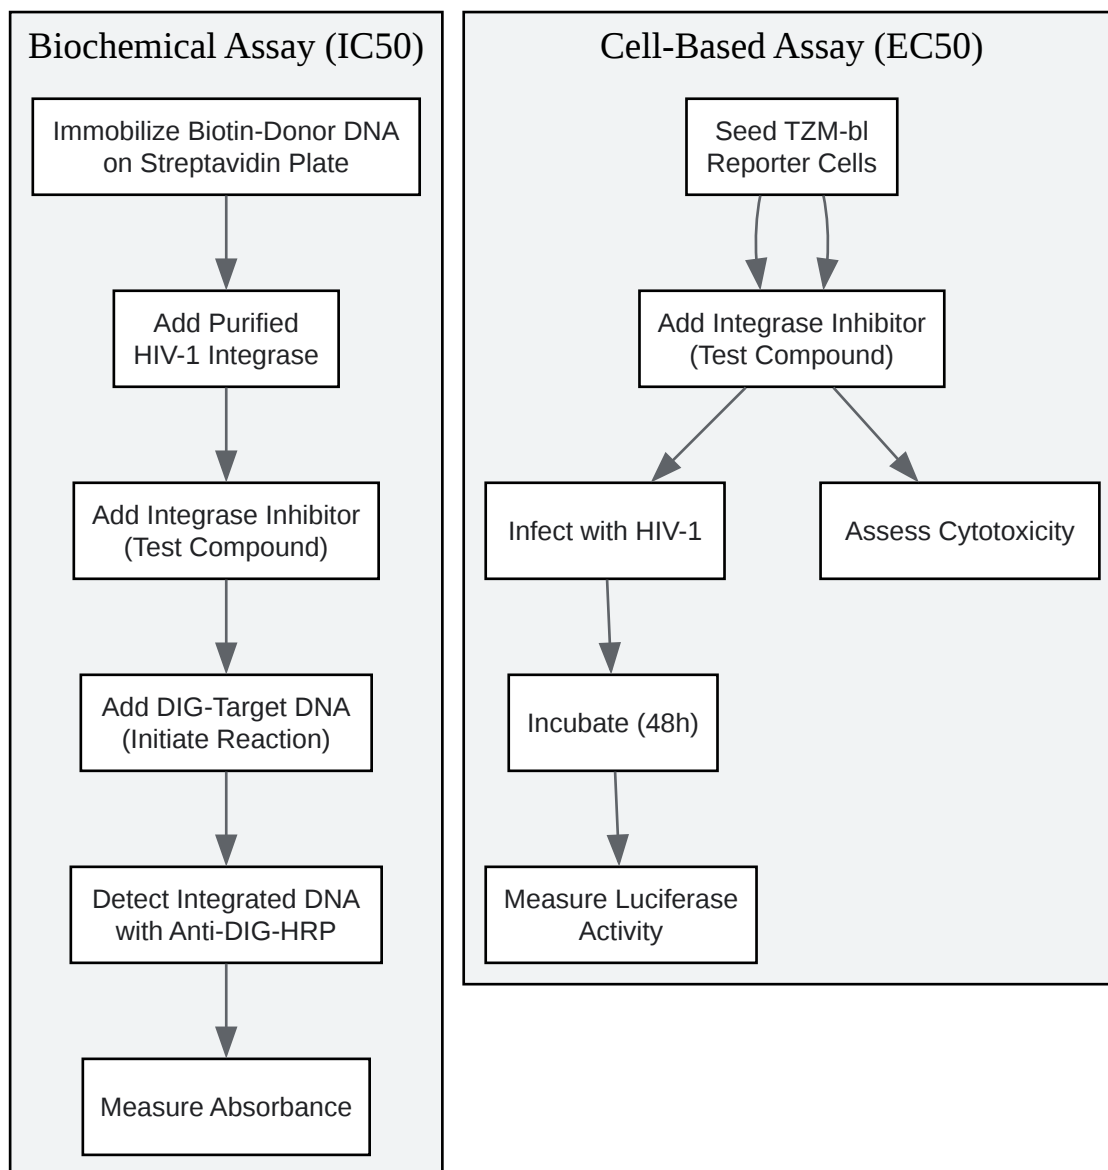 Biochemical Assay (IC50)
Immobilize Biotin-Donor DNA
on Streptavidin Plate
Add Purified
HIV-1 Integrase
Add Integrase Inhibitor
(Test Compound)
Add DIG-Target DNA
(Initiate Reaction)
Detect Integrated DNA
with Anti-DIG-HRP
Measure Absorbance
Cell-Based Assay (EC50)
Seed TZM-bl
Reporter Cells
Add Integrase Inhibitor
(Test Compound)
Infect with HIV-1
Assess Cytotoxicity
Incubate (48h)
Measure Luciferase
Activity